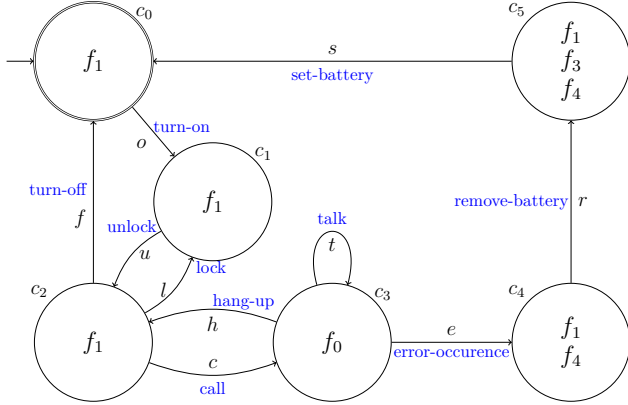 c₀
c₅
f₁
f₁
f₃
f₄
s
set-battery
turn-on
o
c₁
f₁
turn-off
f
unlock
u
lock
l
remove-battery
r
talk
t
c₂
f₁
hang-up
h
c
call
c₃
f₀
e
error-occurence
c₄
f₁
f₄